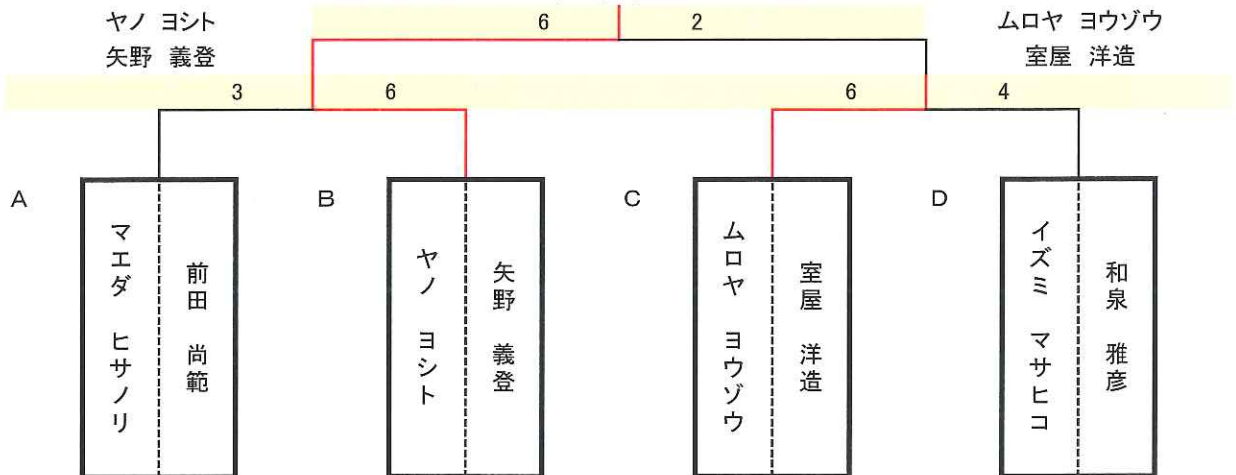 6 2
ヤノ ヨシト
矢野 義登
ムロヤ ヨウゾウ
室屋 洋造
3 6 6 4
A
マエダ ヒサノリ
前田 尚範
B
ヤノ ヨシト
矢野 義登
C
ムロヤ ヨウゾウ
室屋 洋造
D
イズミ マサヒコ
和泉 雅彦